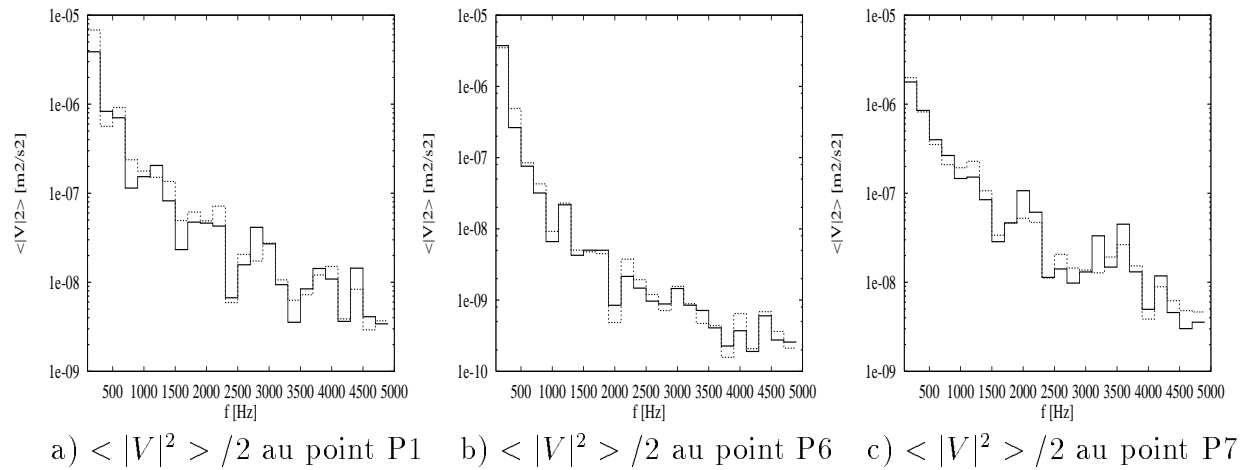 1e-05
1e-06
1e-07
1e-08
1e-09
<|V|2> [m2/s2]
500 1000 1500 2000 2500 3000 3500 4000 4500 5000
f [Hz]
a) < |V|² > /2 au point P1
1e-05
1e-06
1e-07
1e-08
1e-09
1e-10
<|V|2> [m2/s2]
500 1000 1500 2000 2500 3000 3500 4000 4500 5000
f [Hz]
b) < |V|² > /2 au point P6
1e-05
1e-06
1e-07
1e-08
1e-09
<|V|2> [m2/s2]
500 1000 1500 2000 2500 3000 3500 4000 4500 5000
f [Hz]
c) < |V|² > /2 au point P7